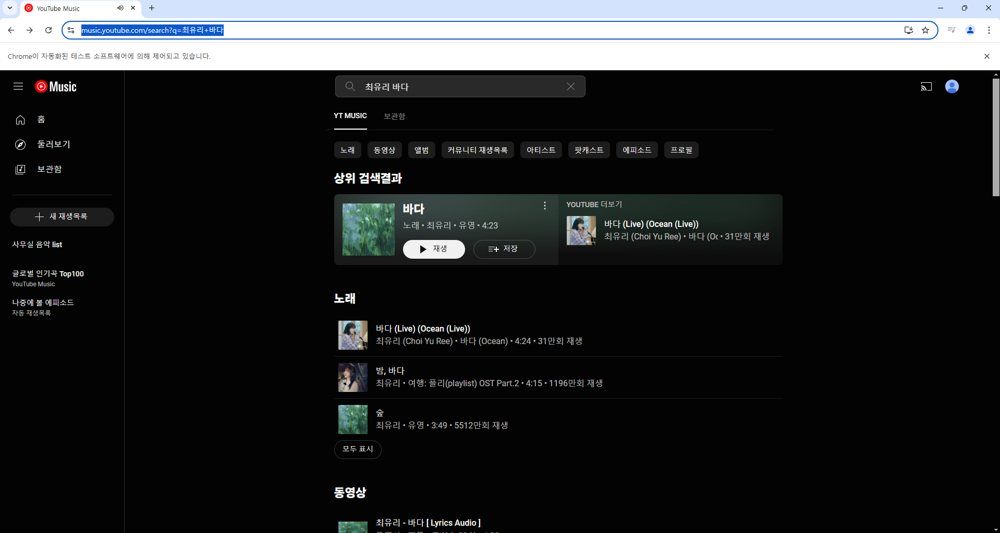 YouTube Music
music.youtube.com/search?q=최유리+바다
Chrome이 자동화된 테스트 소프트웨어에 의해 제어되고 있습니다.
Music
최유리 바다
홈
둘러보기
보관함
새 재생목록
사무실 음악 list
글로벌 인기곡 Top100
YouTube Music
나중에 볼 에피소드
자동 재생목록
YT MUSIC 보관함
노래 동영상 앨범 커뮤니티 재생목록 아티스트 팟캐스트 에피소드 프로필
상위 검색결과
바다
노래 • 최유리 • 유영 • 4:23
재생 저장
YOUTUBE 더보기
바다 (Live) (Ocean (Live))
최유리 (Choi Yu Ree) • 바다 (Oc • 31만회 재생
노래
바다 (Live) (Ocean (Live))
최유리 (Choi Yu Ree) • 바다 (Ocean) • 4:24 • 31만회 재생
밤, 바다
최유리 • 여행: 플리(playlist) OST Part.2 • 4:15 • 1196만회 재생
숲
최유리 • 유영 • 3:49 • 5512만회 재생
모두 표시
동영상
최유리 - 바다 [ Lyrics Audio ]